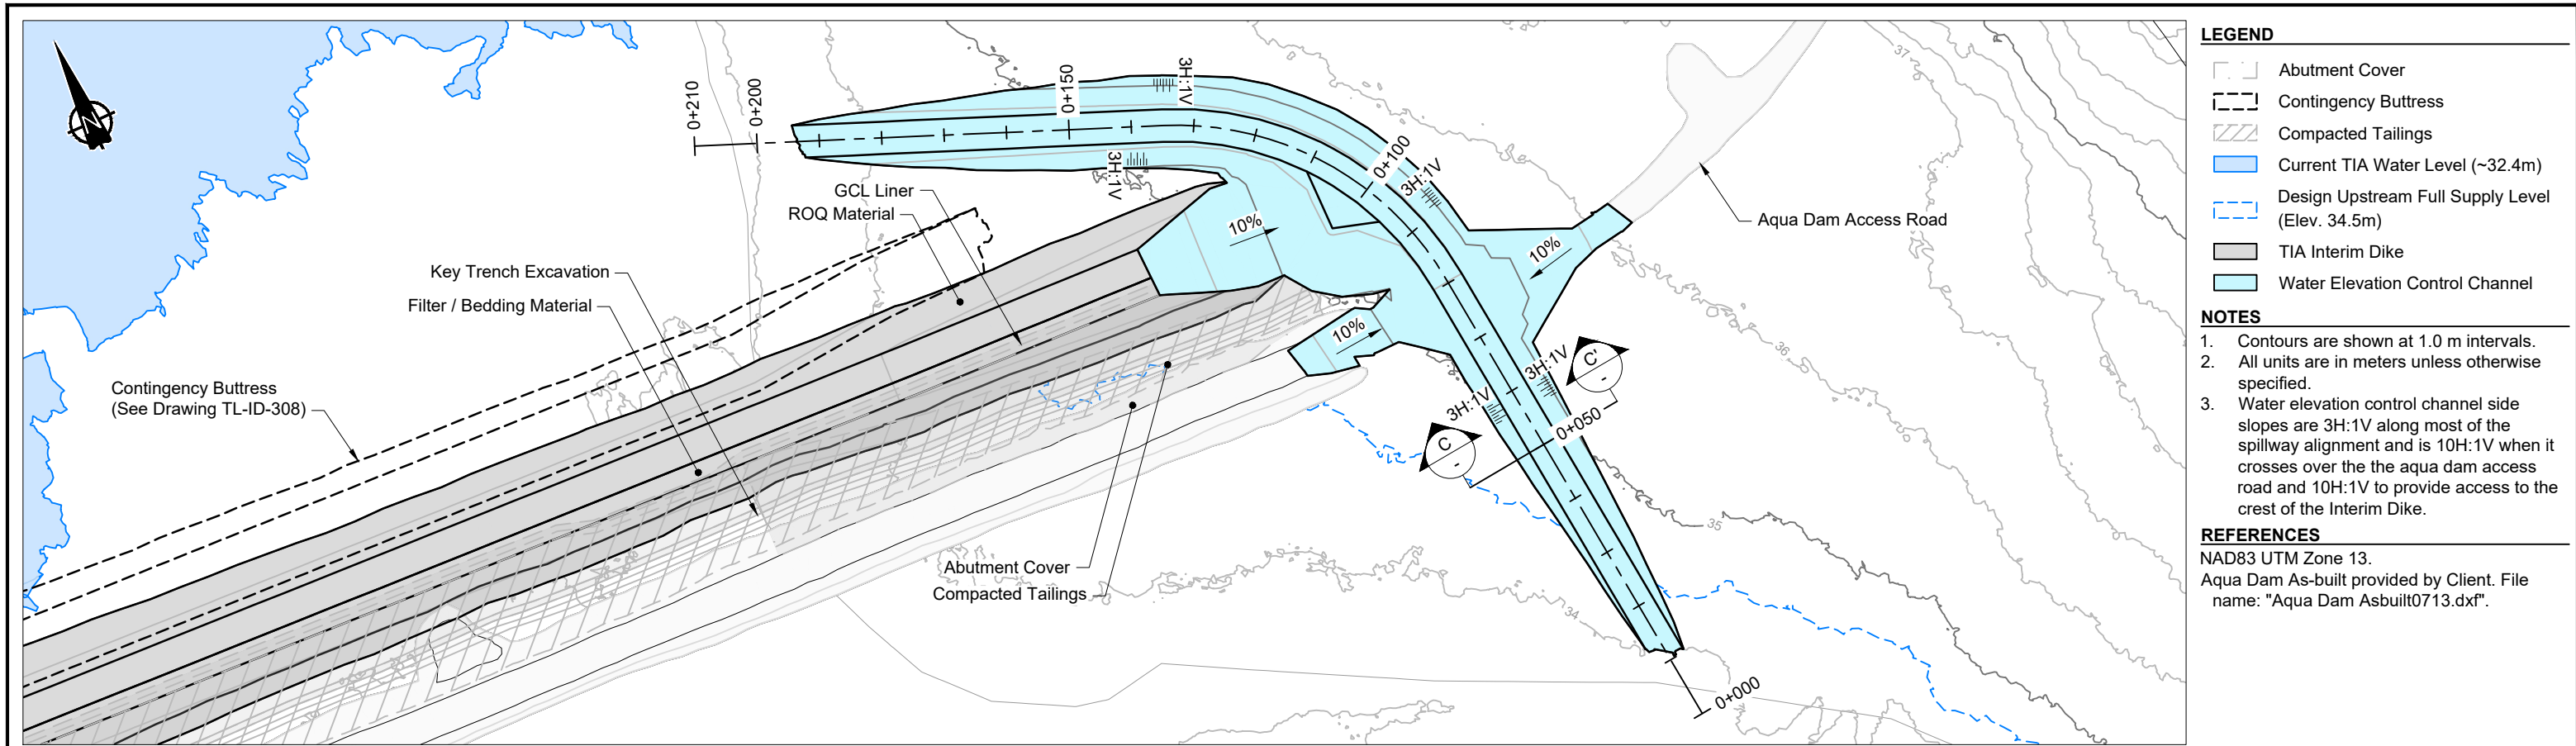 N
0+210
0+200
0+150
3H:1V
3H:1V
0+100
3H:1V
GCL Liner
ROQ Material
10%
10%
Aqua Dam Access Road
Key Trench Excavation
Filter / Bedding Material
10%
Contingency Buttress
(See Drawing TL-ID-308)
3H:1V
C'
-
3H:1V
0+050
C
-
Abutment Cover
Compacted Tailings
0+000
37
36
35
34
LEGEND
Abutment Cover
Contingency Buttress
Compacted Tailings
Current TIA Water Level (~32.4m)
Design Upstream Full Supply Level
(Elev. 34.5m)
TIA Interim Dike
Water Elevation Control Channel
NOTES
1. Contours are shown at 1.0 m intervals.
2. All units are in meters unless otherwise
specified.
3. Water elevation control channel side
slopes are 3H:1V along most of the
spillway alignment and is 10H:1V when it
crosses over the the aqua dam access
road and 10H:1V to provide access to the
crest of the Interim Dike.
REFERENCES
NAD83 UTM Zone 13.
Aqua Dam As-built provided by Client. File
name: "Aqua Dam Asbuilt0713.dxf".